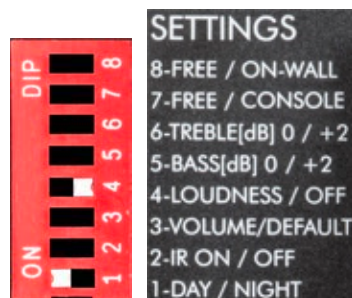 DIP
ON
8
7
6
5
4
3
2
1
SETTINGS
8-FREE / ON-WALL
7-FREE / CONSOLE
6-TREBLE[dB] 0 / +2
5-BASS[dB] 0 / +2
4-LOUDNESS / OFF
3-VOLUME/DEFAULT
2-IR ON / OFF
1-DAY / NIGHT